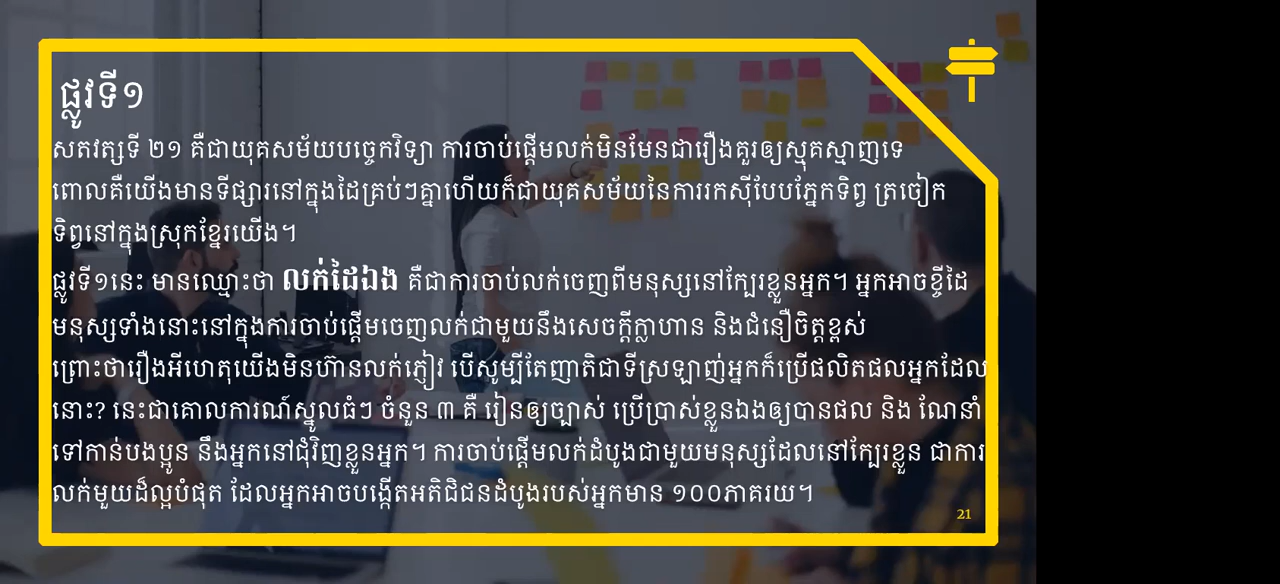 ផ្លូវទី១
សតវត្សទី ២១ គឺជាយុគសម័យបច្ចេកវិទ្យា ការចាប់ផ្ដើមលក់មិនមែនជារឿងគួរឲ្យស្មុគស្មាញទេ
ពោលគឺយើងមានទីផ្សារនៅក្នុងដៃគ្រប់ៗគ្នាហើយក៏ជាយុគសម័យនៃការរកស៊ីបែបភ្នែកទិព្វ ត្រចៀក
ទិព្វនៅក្នុងស្រុកខ្មែរយើង។
ផ្លូវទី១នេះ មានឈ្មោះថា លក់ដៃឯង គឺជាការចាប់លក់ចេញពីមនុស្សនៅក្បែរខ្លួនអ្នក។ អ្នកអាចខ្ចីដៃ
មនុស្សទាំងនោះនៅក្នុងការចាប់ផ្ដើមចេញលក់ជាមួយនឹងសេចក្ដីក្លាហាន និងជំនឿចិត្តខ្ពស់
ព្រោះថារឿងអីហេតុយើងមិនហ៊ានលក់ភ្ញៀវ បើសូម្បីតែញាតិជាទីស្រឡាញ់អ្នកក៏ប្រើផលិតផលអ្នកដែល
នោះ? នេះជាគោលការណ៍ស្នូលធំៗ ចំនួន ៣ គឺ រៀនឲ្យច្បាស់ ប្រើប្រាស់ខ្លួនឯងឲ្យបានផល និង ណែនាំ
ទៅកាន់បងប្អូន នឹងអ្នកនៅជុំវិញខ្លួនអ្នក។ ការចាប់ផ្ដើមលក់ដំបូងជាមួយមនុស្សដែលនៅក្បែរខ្លួន ជាការ
លក់មួយដ៏ល្អបំផុត ដែលអ្នកអាចបង្កើតអតិជិជនដំបូងរបស់អ្នកមាន ១០០ភាគរយ។
21